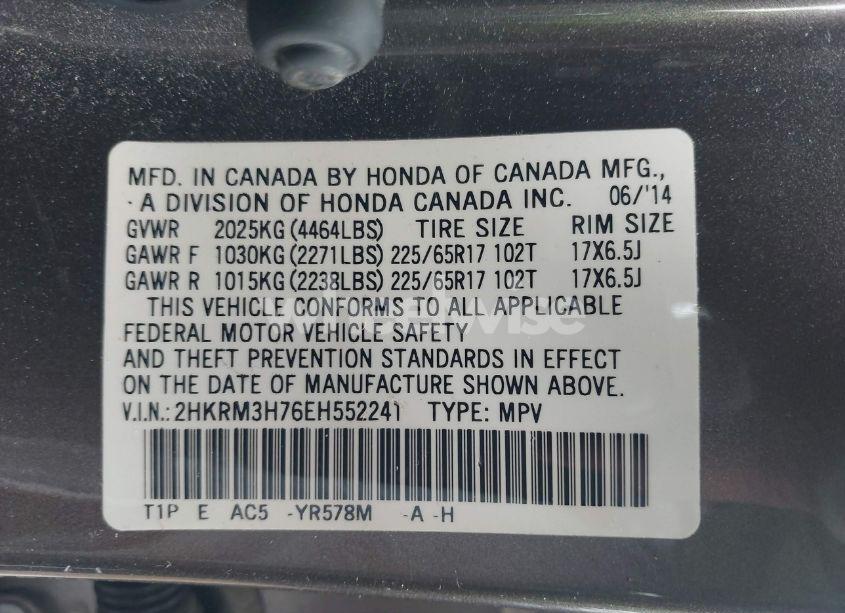 MFD. IN CANADA BY HONDA OF CANADA MFG.,
A DIVISION OF HONDA CANADA INC. 06/'14
GVWR 2025KG(4464LBS) TIRE SIZE RIM SIZE
GAWR F 1030KG(2271LBS) 225/65R17 102T 17X6.5J
GAWR R 1015KG(2238LBS) 225/65R17 102T 17X6.5J
THIS VEHICLE CONFORMS TO ALL APPLICABLE
FEDERAL MOTOR VEHICLE SAFETY
AND THEFT PREVENTION STANDARDS IN EFFECT
ON THE DATE OF MANUFACTURE SHOWN ABOVE.
V.I.N.:2HKRM3H76EH552241 TYPE: MPV
T1P E AC5 -YR578M -A -H